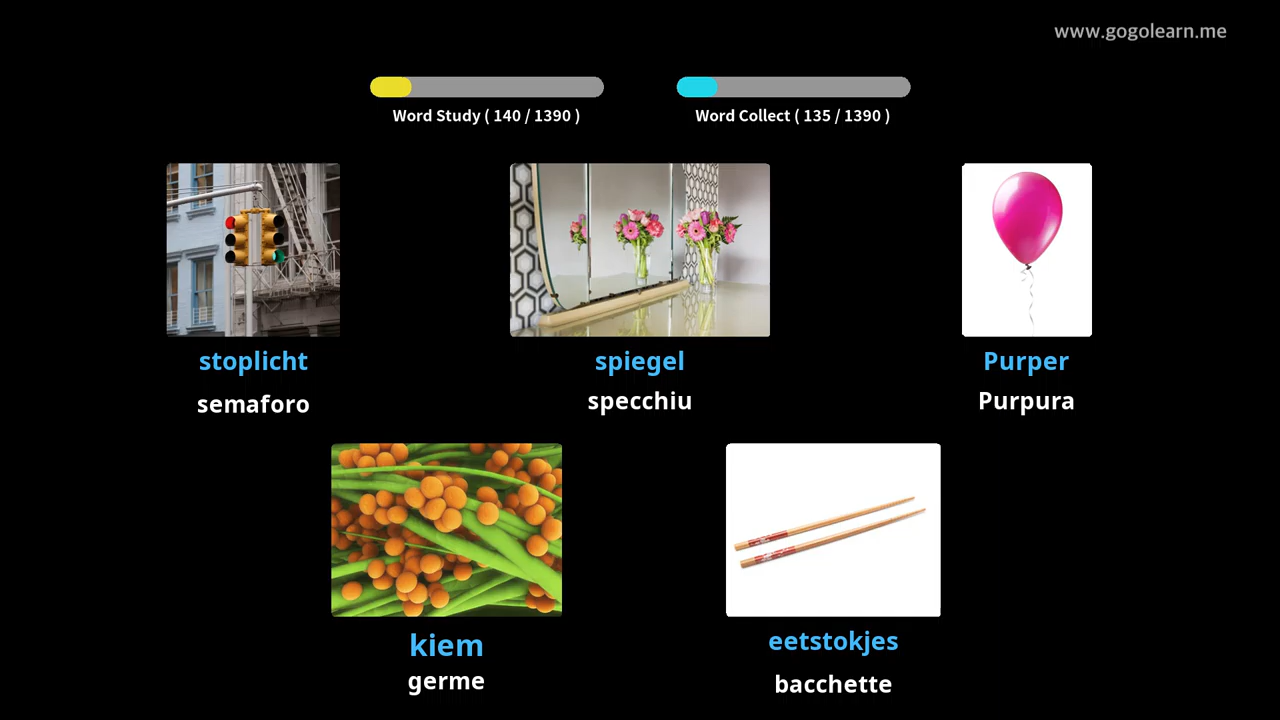 www.gogolearn.me
Word Study ( 140 / 1390 )
Word Collect ( 135 / 1390 )
stoplicht
spiegel
Purper
semaforo
specchiu
Purpura
kiem
eetstokjes
germe
bacchette